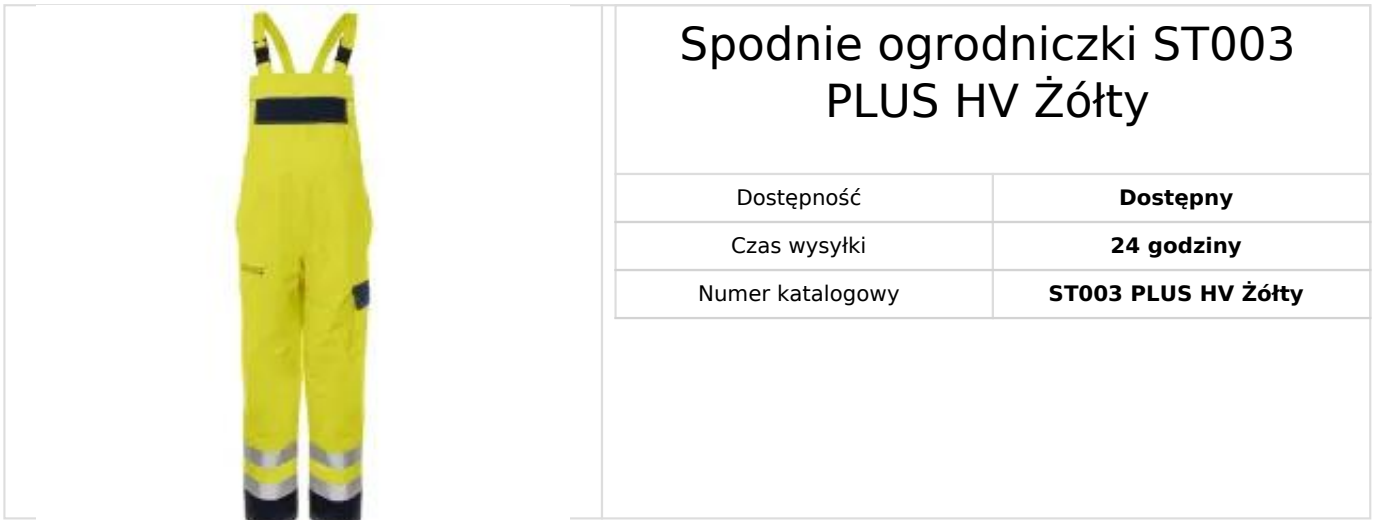 Spodnie ogrodniczki ST003
PLUS HV Żółty
Dostępność Dostępny
Czas wysyłki 24 godziny
Numer katalogowy ST003 PLUS HV Żółty